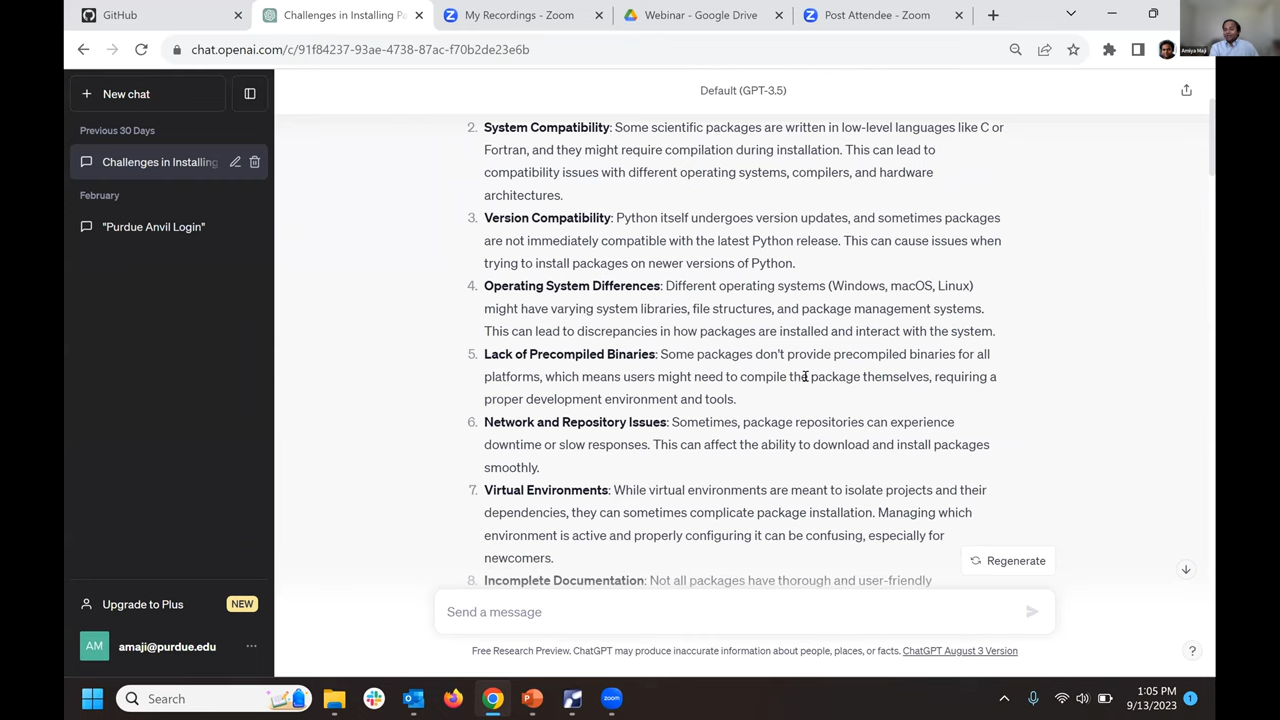 GitHub
Challenges in Installing Pa
My Recordings - Zoom
Webinar - Google Drive
Post Attendee - Zoom
Amiya Maji
chat.openai.com/c/91f84237-93ae-4738-87ac-f70b2de23e6b
New chat
Previous 30 Days
Challenges in Installing
February
"Purdue Anvil Login"
Upgrade to Plus
NEW
AM
amaji@purdue.edu
Default (GPT-3.5)
2. System Compatibility: Some scientific packages are written in low-level languages like C or
Fortran, and they might require compilation during installation. This can lead to
compatibility issues with different operating systems, compilers, and hardware
architectures.
3. Version Compatibility: Python itself undergoes version updates, and sometimes packages
are not immediately compatible with the latest Python release. This can cause issues when
trying to install packages on newer versions of Python.
4. Operating System Differences: Different operating systems (Windows, macOS, Linux)
might have varying system libraries, file structures, and package management systems.
This can lead to discrepancies in how packages are installed and interact with the system.
5. Lack of Precompiled Binaries: Some packages don't provide precompiled binaries for all
platforms, which means users might need to compile the package themselves, requiring a
proper development environment and tools.
6. Network and Repository Issues: Sometimes, package repositories can experience
downtime or slow responses. This can affect the ability to download and install packages
smoothly.
7. Virtual Environments: While virtual environments are meant to isolate projects and their
dependencies, they can sometimes complicate package installation. Managing which
environment is active and properly configuring it can be confusing, especially for
newcomers.
Regenerate
8. Incomplete Documentation: Not all packages have thorough and user-friendly
Send a message
Free Research Preview. ChatGPT may produce inaccurate information about people, places, or facts. ChatGPT August 3 Version
?
Search
1:05 PM
9/13/2023
1